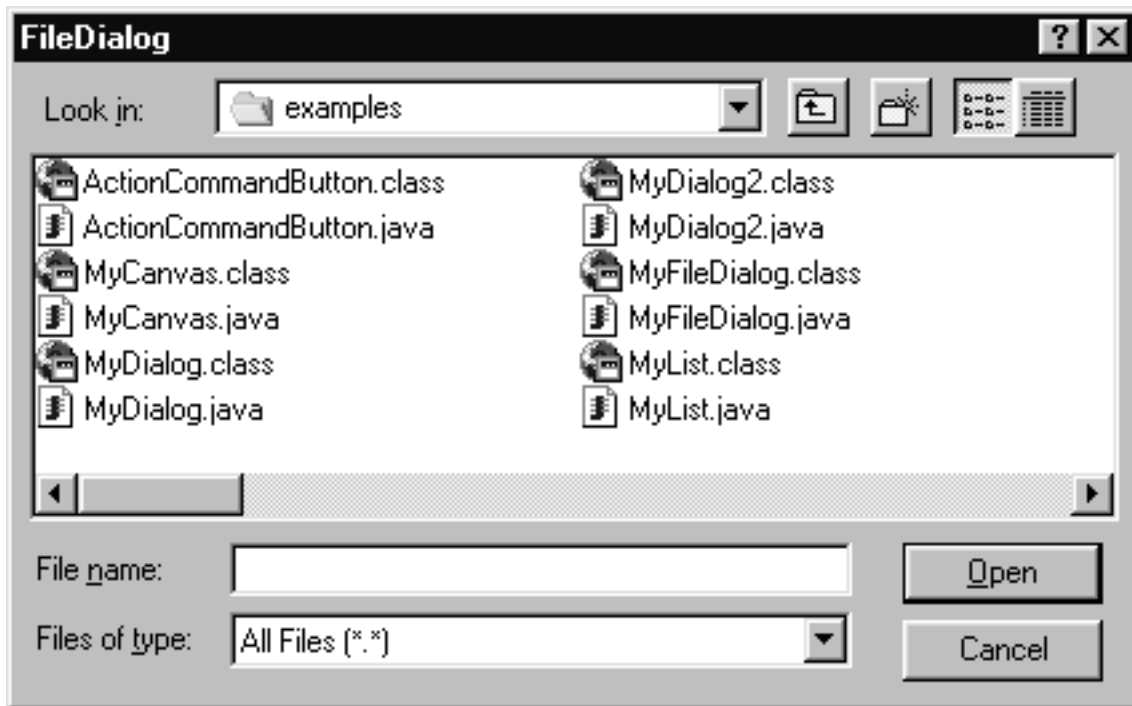 FileDialog
Look in: examples
ActionCommandButton.class
ActionCommandButton.java
MyCanvas.class
MyCanvas.java
MyDialog.class
MyDialog.java
MyDialog2.class
MyDialog2.java
MyFileDialog.class
MyFileDialog.java
MyList.class
MyList.java
File name:
Open
Files of type: All Files (*.*)
Cancel